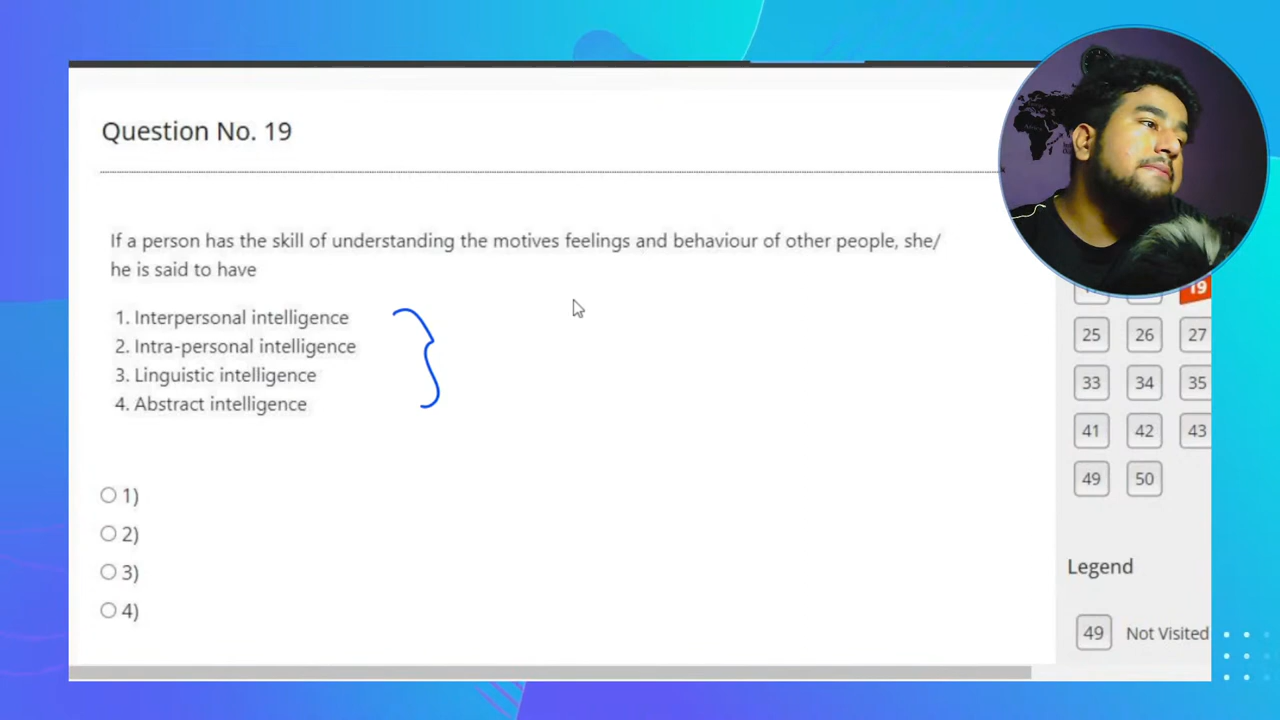 Question No. 19
If a person has the skill of understanding the motives feelings and behaviour of other people, she/
he is said to have
1. Interpersonal intelligence
2. Intra-personal intelligence
3. Linguistic intelligence
4. Abstract intelligence
1)
2)
3)
4)
19
25 26 27
33 34 35
41 42 43
49 50
Legend
49 Not Visited